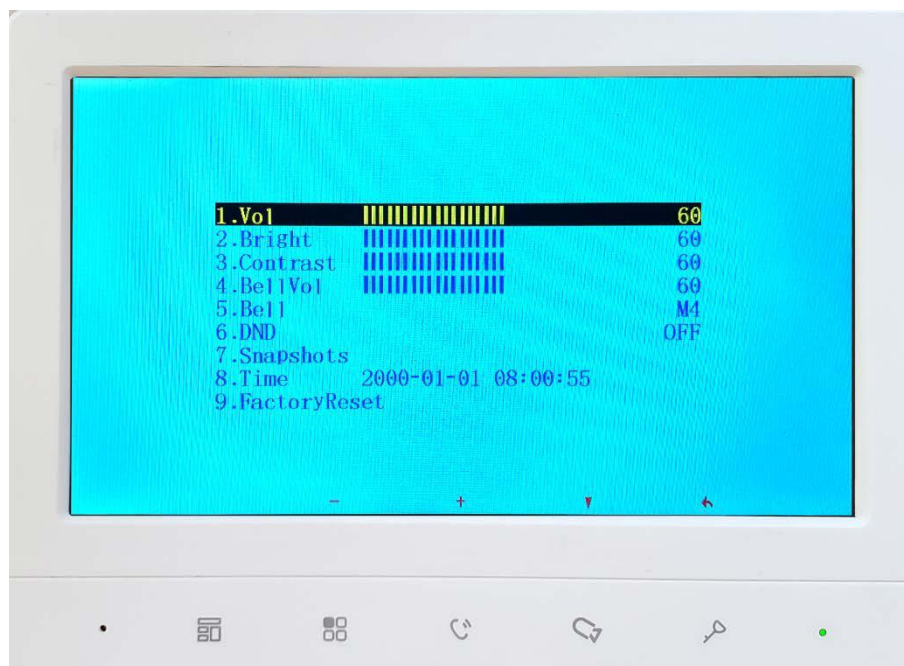 1.Vol 60
2.Bright 60
3.Contrast 60
4.BellVol 60
5.Bell M4
6.DND OFF
7.Snapshots
8.Time 2000-01-01 08:00:55
9.FactoryReset
- +